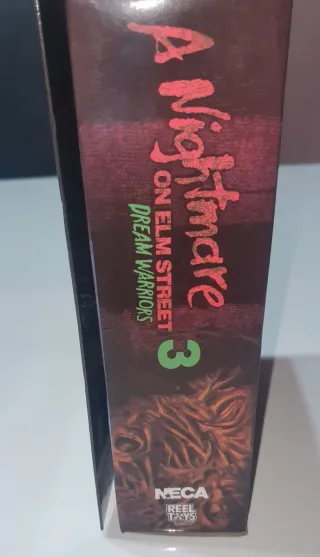 A Nightmare
ON ELM STREET 3
DREAM WARRIORS
NECA
REEL
TOYS